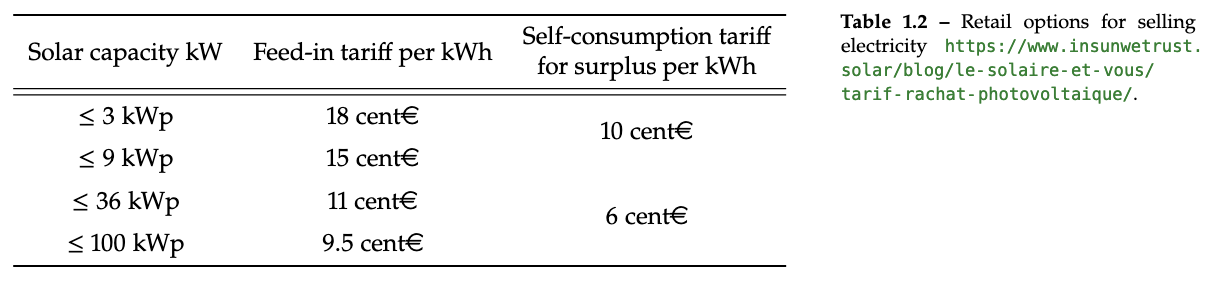 Solar capacity kW Feed-in tariff per kWh Self-consumption tariff
for surplus per kWh
≤ 3 kWp 18 cent€
10 cent€
≤ 9 kWp 15 cent€
≤ 36 kWp 11 cent€
6 cent€
≤ 100 kWp 9.5 cent€
Table 1.2 – Retail options for selling
electricity https://www.insunwetrust.
solar/blog/le-solaire-et-vous/
tarif-rachat-photovoltaique/.